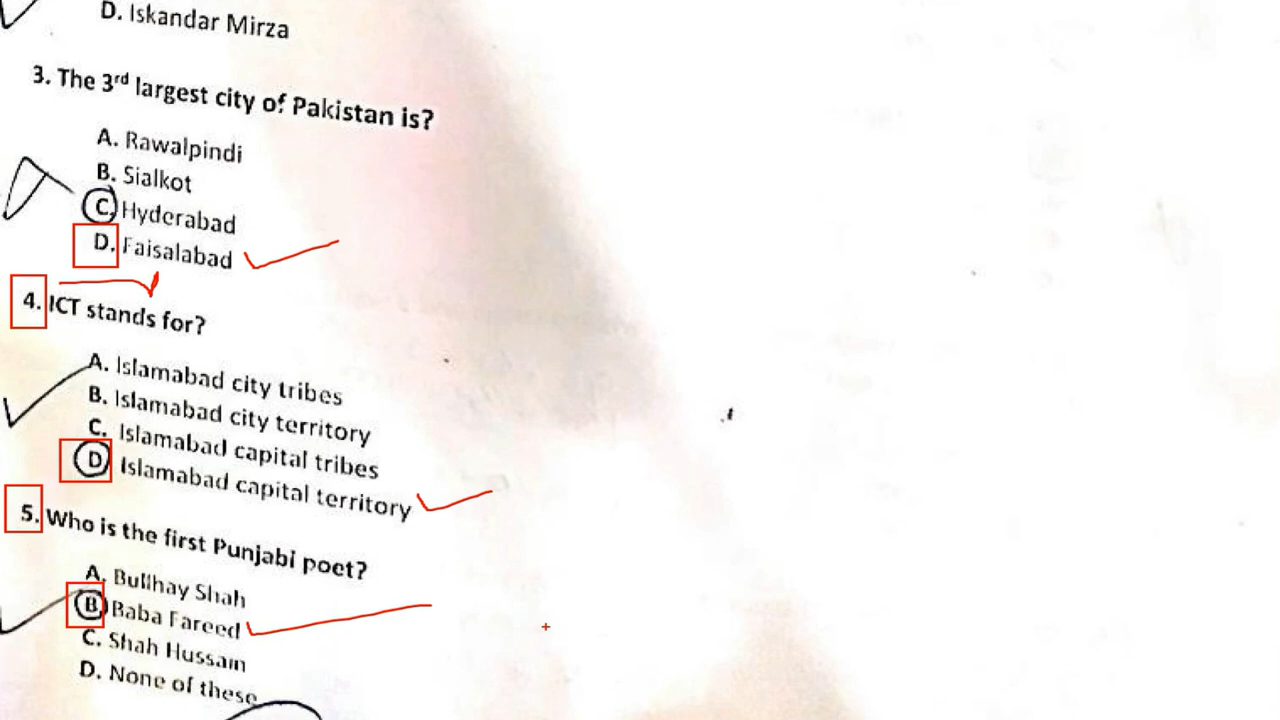 D. Iskandar Mirza
3. The 3rd largest city of Pakistan is?
A. Rawalpindi
B. Sialkot
C. Hyderabad
D. Faisalabad
4. ICT stands for?
A. Islamabad city tribes
B. Islamabad city territory
C. Islamabad capital tribes
D Islamabad capital territory
5. Who is the first Punjabi poet?
A. Bullhay Shah
B. Baba Fareed
C. Shah Hussain
D. None of these